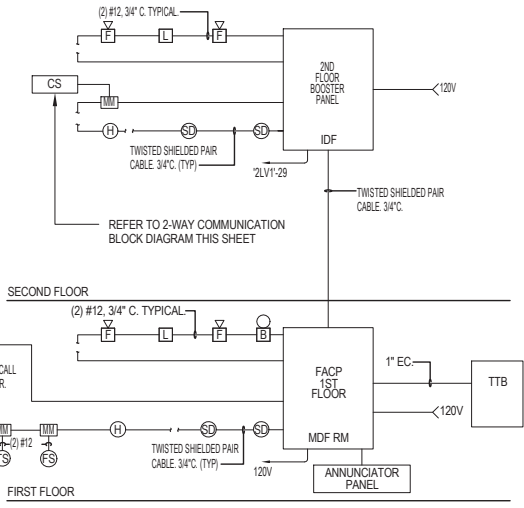 (2) #12, 3/4" C. TYPICAL.
F
L
F
CS
MM
2ND
FLOOR
BOOSTER
PANEL
120V
H
SD
SD
IDF
TWISTED SHIELDED PAIR
CABLE. 3/4"C. (TYP)
'2LV1'-29
TWISTED SHIELDED PAIR
CABLE. 3/4"C.
REFER TO 2-WAY COMMUNICATION
BLOCK DIAGRAM THIS SHEET
SECOND FLOOR
(2) #12, 3/4" C. TYPICAL.
F
L
F
B
CALL
R.
FACP
1ST
FLOOR
1" EC.
TTB
120V
MM
MM
H
SD
SD
MDF RM
(2) #12
FS
TWISTED SHIELDED PAIR
CABLE. 3/4"C. (TYP)
120V
ANNUNCIATOR
PANEL
FIRST FLOOR